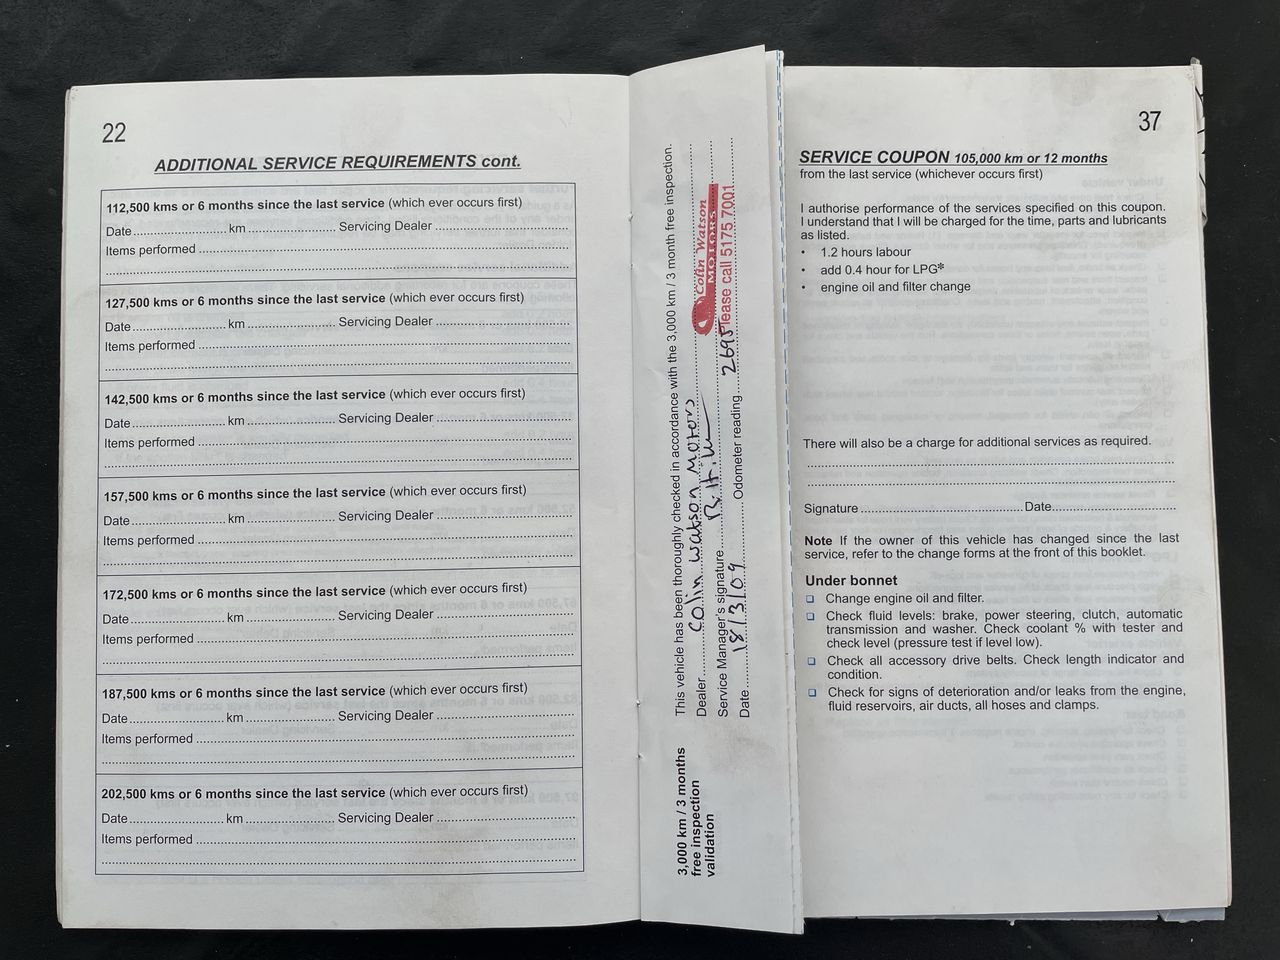 22
ADDITIONAL SERVICE REQUIREMENTS cont.
112,500 kms or 6 months since the last service (which ever occurs first)
Date.......................... km ........................ Servicing Dealer .....................................
Items performed ...............................................................................................
127,500 kms or 6 months since the last service (which ever occurs first)
Date.......................... km ........................ Servicing Dealer .....................................
Items performed ...............................................................................................
142,500 kms or 6 months since the last service (which ever occurs first)
Date.......................... km ........................ Servicing Dealer .....................................
Items performed ...............................................................................................
157,500 kms or 6 months since the last service (which ever occurs first)
Date.......................... km ........................ Servicing Dealer .....................................
Items performed ...............................................................................................
172,500 kms or 6 months since the last service (which ever occurs first)
Date.......................... km ........................ Servicing Dealer .....................................
Items performed ...............................................................................................
187,500 kms or 6 months since the last service (which ever occurs first)
Date.......................... km ........................ Servicing Dealer .....................................
Items performed ...............................................................................................
202,500 kms or 6 months since the last service (which ever occurs first)
Date.......................... km ........................ Servicing Dealer .....................................
Items performed ...............................................................................................
3,000 km / 3 months
free inspection
validation
This vehicle has been thoroughly checked in accordance with the 3,000 km / 3 month free inspection.
Dealer Colin Watson Motors
Colin Watson
MOTORS
Service Manager's signature
Please call 5175 7001
Date 18/3/09 Odometer reading 2695
37
SERVICE COUPON 105,000 km or 12 months
from the last service (whichever occurs first)
I authorise performance of the services specified on this coupon.
I understand that I will be charged for the time, parts and lubricants
as listed.
• 1.2 hours labour
• add 0.4 hour for LPG*
• engine oil and filter change
There will also be a charge for additional services as required.
Signature .................................................. Date.....................................
Note If the owner of this vehicle has changed since the last
service, refer to the change forms at the front of this booklet.
Under bonnet
❑ Change engine oil and filter.
❑ Check fluid levels: brake, power steering, clutch, automatic
transmission and washer. Check coolant % with tester and
check level (pressure test if level low).
❑ Check all accessory drive belts. Check length indicator and
condition.
❑ Check for signs of deterioration and/or leaks from the engine,
fluid reservoirs, air ducts, all hoses and clamps.